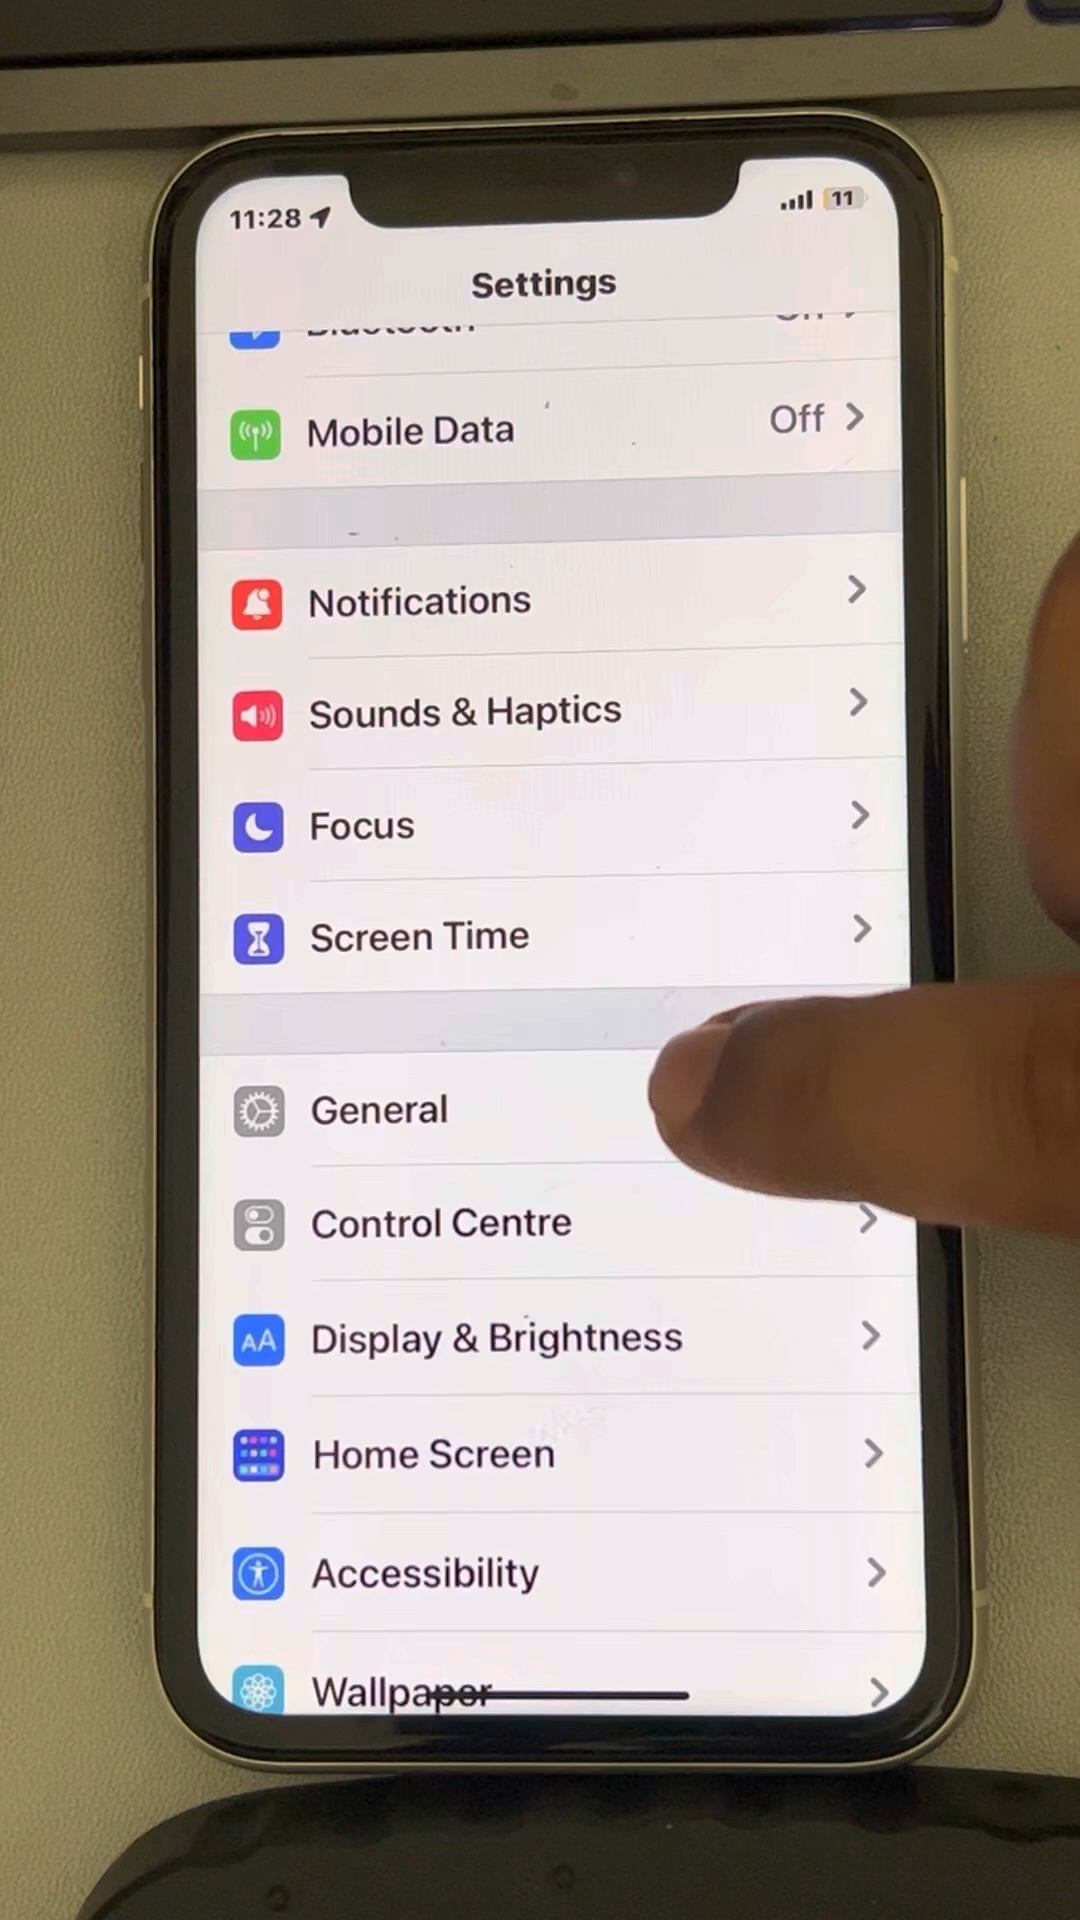 11:28
11
Settings
Bluetooth
Mobile Data Off
Notifications
Sounds & Haptics
Focus
Screen Time
General
Control Centre
AA Display & Brightness
Home Screen
Accessibility
Wallpaper